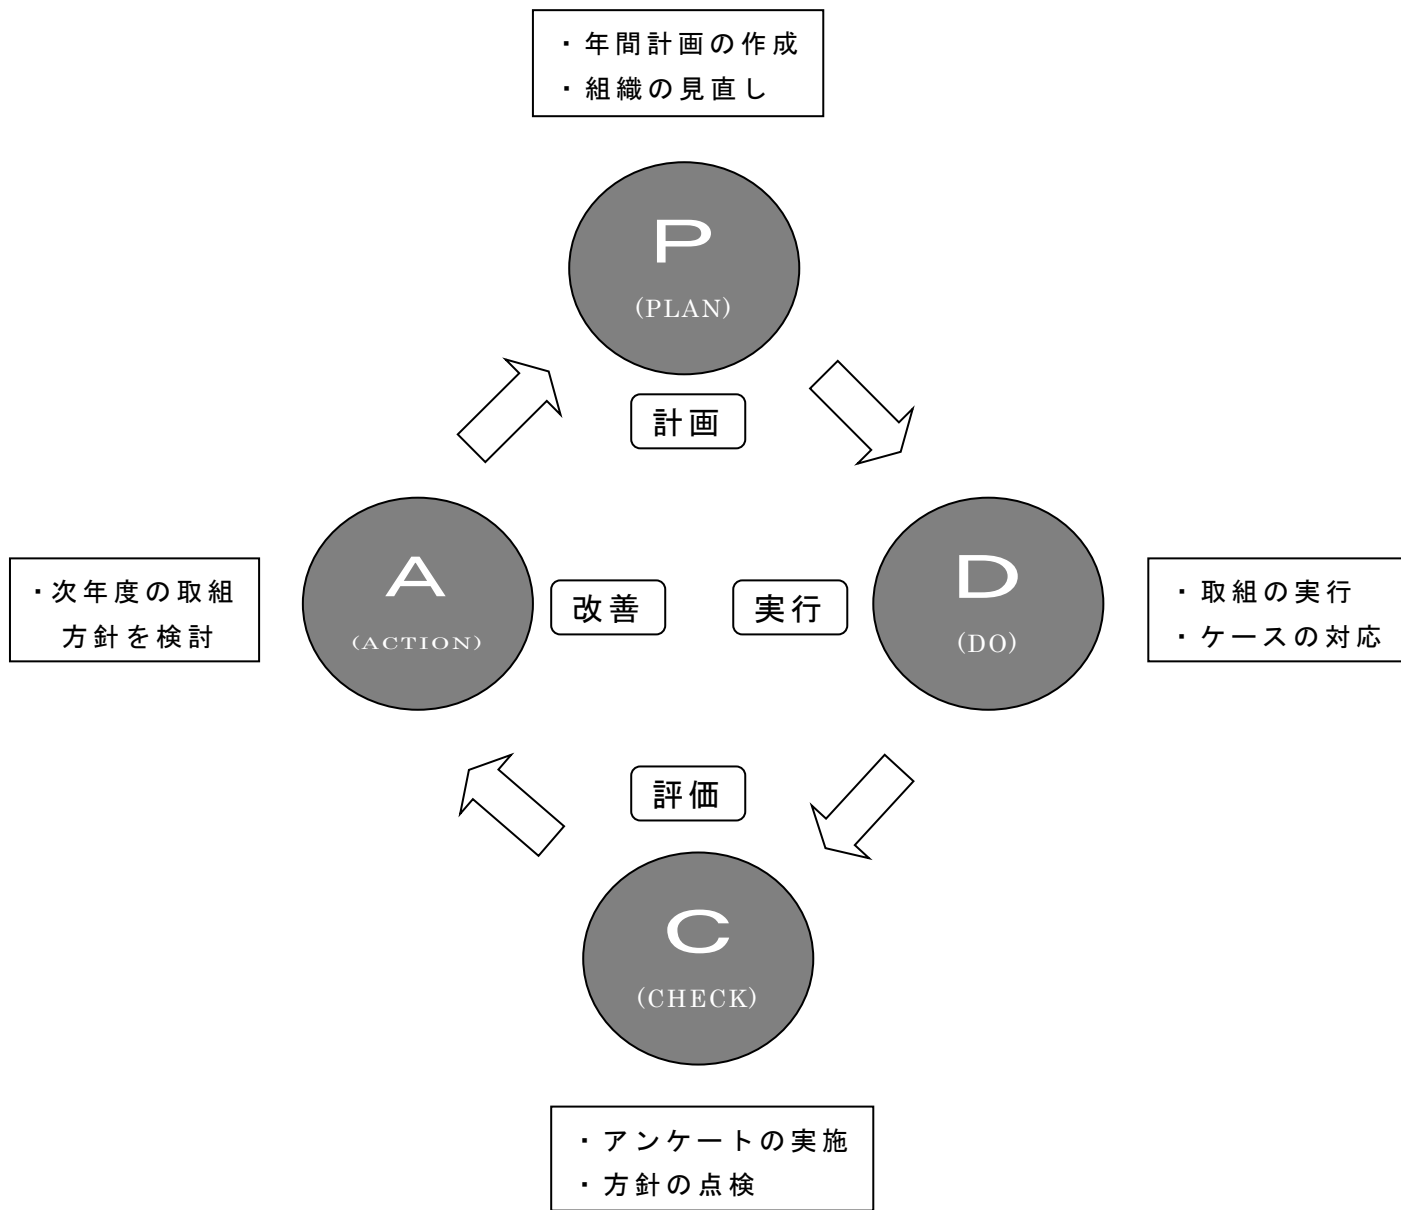 ・年間計画の作成
・組織の見直し
P
(PLAN)
計画
A
(ACTION)
改善
実行
D
(DO)
・次年度の取組
方針を検討
・取組の実行
・ケースの対応
評価
C
(CHECK)
・アンケートの実施
・方針の点検